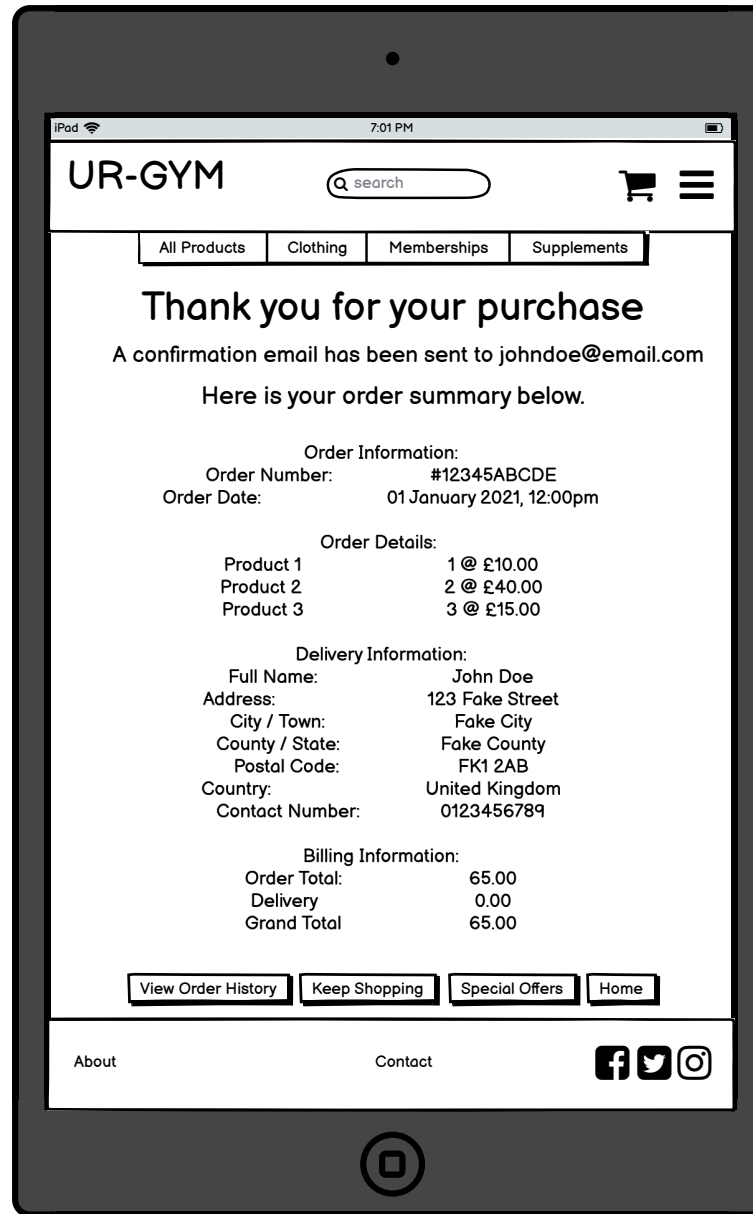 iPad 7:01 PM
UR-GYM search
All Products Clothing Memberships Supplements
Thank you for your purchase
A confirmation email has been sent to johndoe@email.com
Here is your order summary below.
Order Information:
Order Number: #12345ABCDE
Order Date: 01 January 2021, 12:00pm
Order Details:
Product 1 1 @ £10.00
Product 2 2 @ £40.00
Product 3 3 @ £15.00
Delivery Information:
Full Name: John Doe
Address: 123 Fake Street
City / Town: Fake City
County / State: Fake County
Postal Code: FK1 2AB
Country: United Kingdom
Contact Number: 0123456789
Billing Information:
Order Total: 65.00
Delivery 0.00
Grand Total 65.00
View Order History Keep Shopping Special Offers Home
About Contact